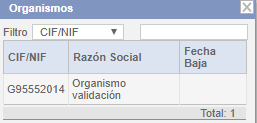 Organismos
Filtro CIF/NIF
CIF/NIF Razón Social Fecha Baja
G95552014 Organismo validación
Total: 1